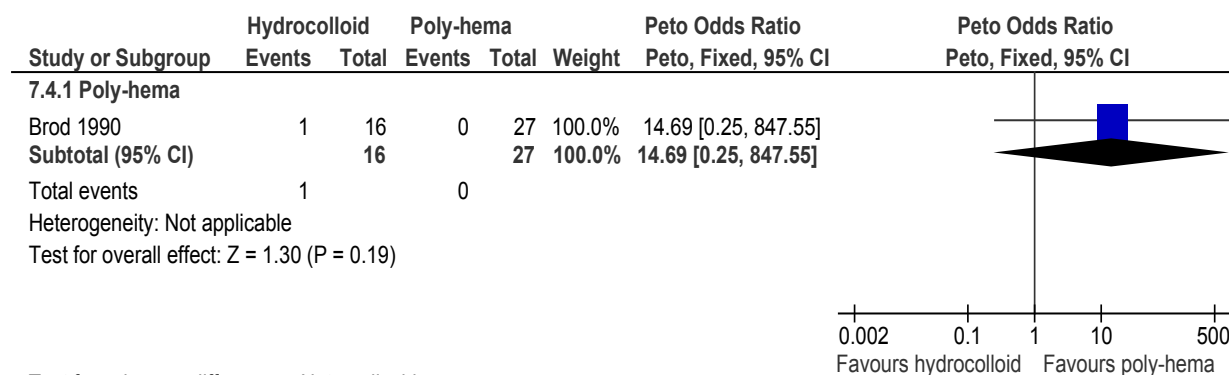 Hydrocolloid Poly-hema Peto Odds Ratio Peto Odds Ratio
Study or Subgroup Events Total Events Total Weight Peto, Fixed, 95% CI Peto, Fixed, 95% CI
7.4.1 Poly-hema
Brod 1990 1 16 0 27 100.0% 14.69 [0.25, 847.55]
Subtotal (95% CI) 16 27 100.0% 14.69 [0.25, 847.55]
Total events 1 0
Heterogeneity: Not applicable
Test for overall effect: Z = 1.30 (P = 0.19)
0.002 0.1 1 10 500
Favours hydrocolloid Favours poly-hema